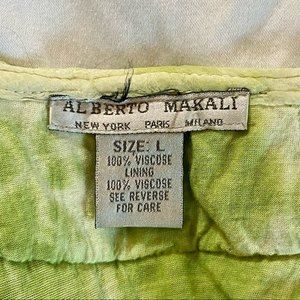 ALBERTO MAKALI
NEW YORK PARIS MILANO
SIZE: L
100% VISCOSE
LINING
100% VISCOSE
SEE REVERSE
FOR CARE